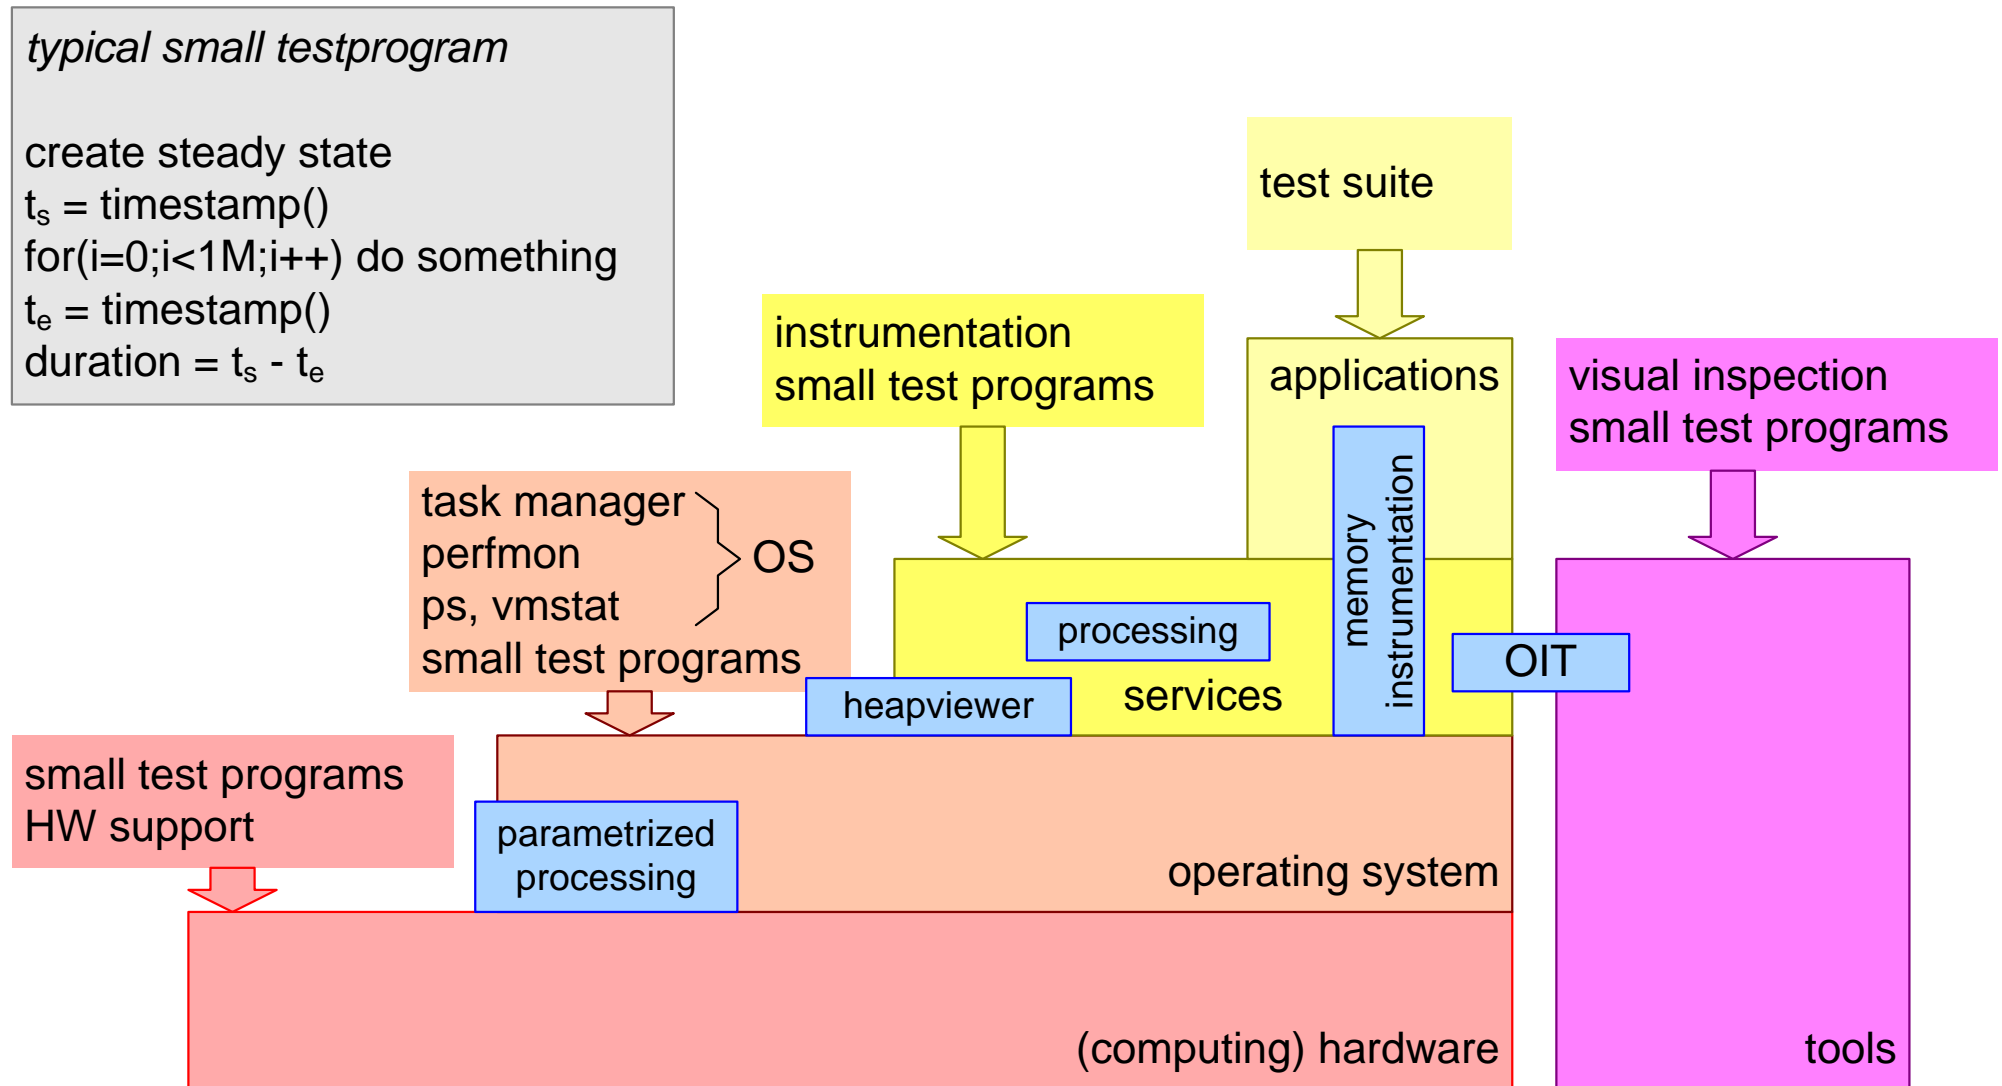 typical small testprogram
create steady state
tₛ = timestamp()
for(i=0;i<1M;i++) do something
tₑ = timestamp()
duration = tₛ - tₑ
test suite
instrumentation
small test programs
applications
visual inspection
small test programs
task manager
perfmon
ps, vmstat
OS
small test programs
memory
instrumentation
processing
OIT
heapviewer
services
small test programs
HW support
parametrized
processing
operating system
(computing) hardware
tools